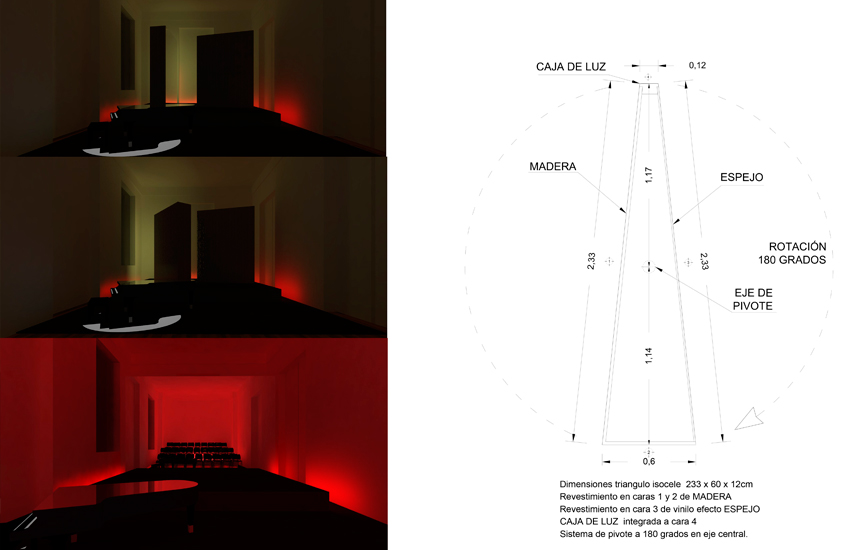 CAJA DE LUZ
0,12
MADERA
1,17
ESPEJO
2,33
2,33
ROTACIÓN
180 GRADOS
EJE DE
PIVOTE
1,14
0,6
Dimensiones triangulo isocele 233 x 60 x 12cm
Revestimiento en caras 1 y 2 de MADERA
Revestimiento en cara 3 de vinilo efecto ESPEJO
CAJA DE LUZ integrada a cara 4
Sistema de pivote a 180 grados en eje central.